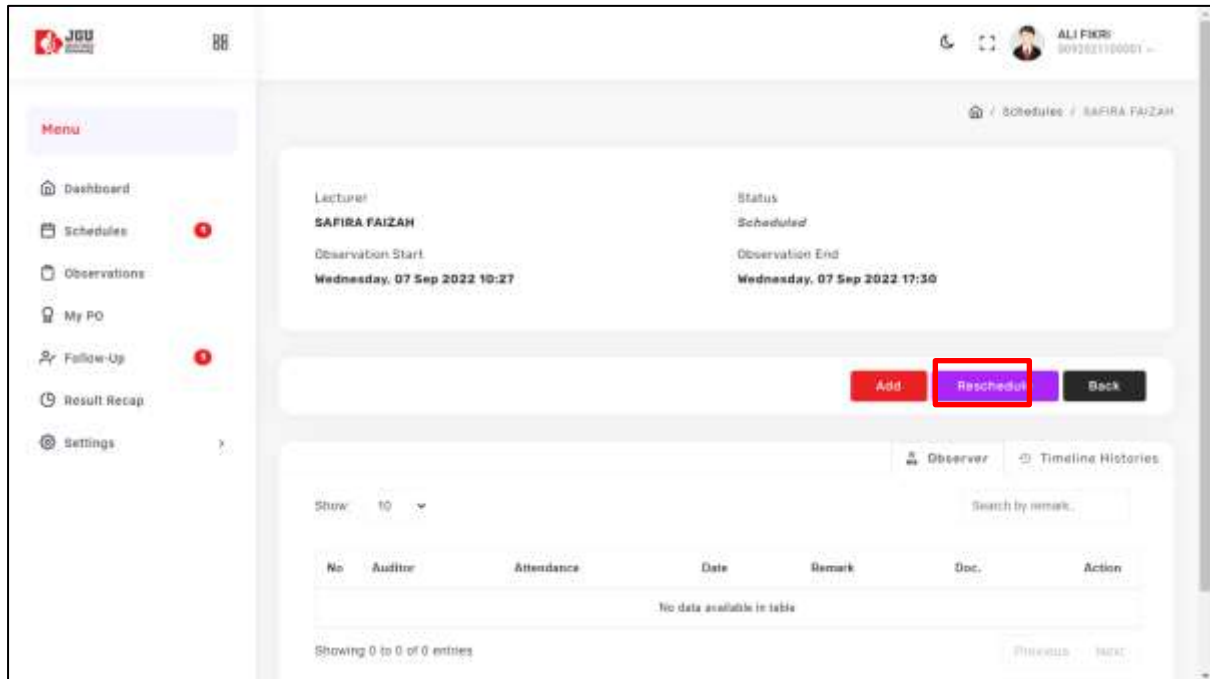 JGU
ALI FIKRI
Schedules / SAFIRA FAIZAH
Menu
Dashboard
Schedules
Observations
My PO
Follow-Up
Result Recap
Settings
Lecturer
SAFIRA FAIZAH
Status
Scheduled
Observation Start
Wednesday, 07 Sep 2022 10:27
Observation End
Wednesday, 07 Sep 2022 17:30
Add Reschedule Back
Observer Timeline Histories
Show 10
Search by remark..
No Auditor Attendance Date Remark Doc. Action
No data available in table
Showing 0 to 0 of 0 entries
Previous Next